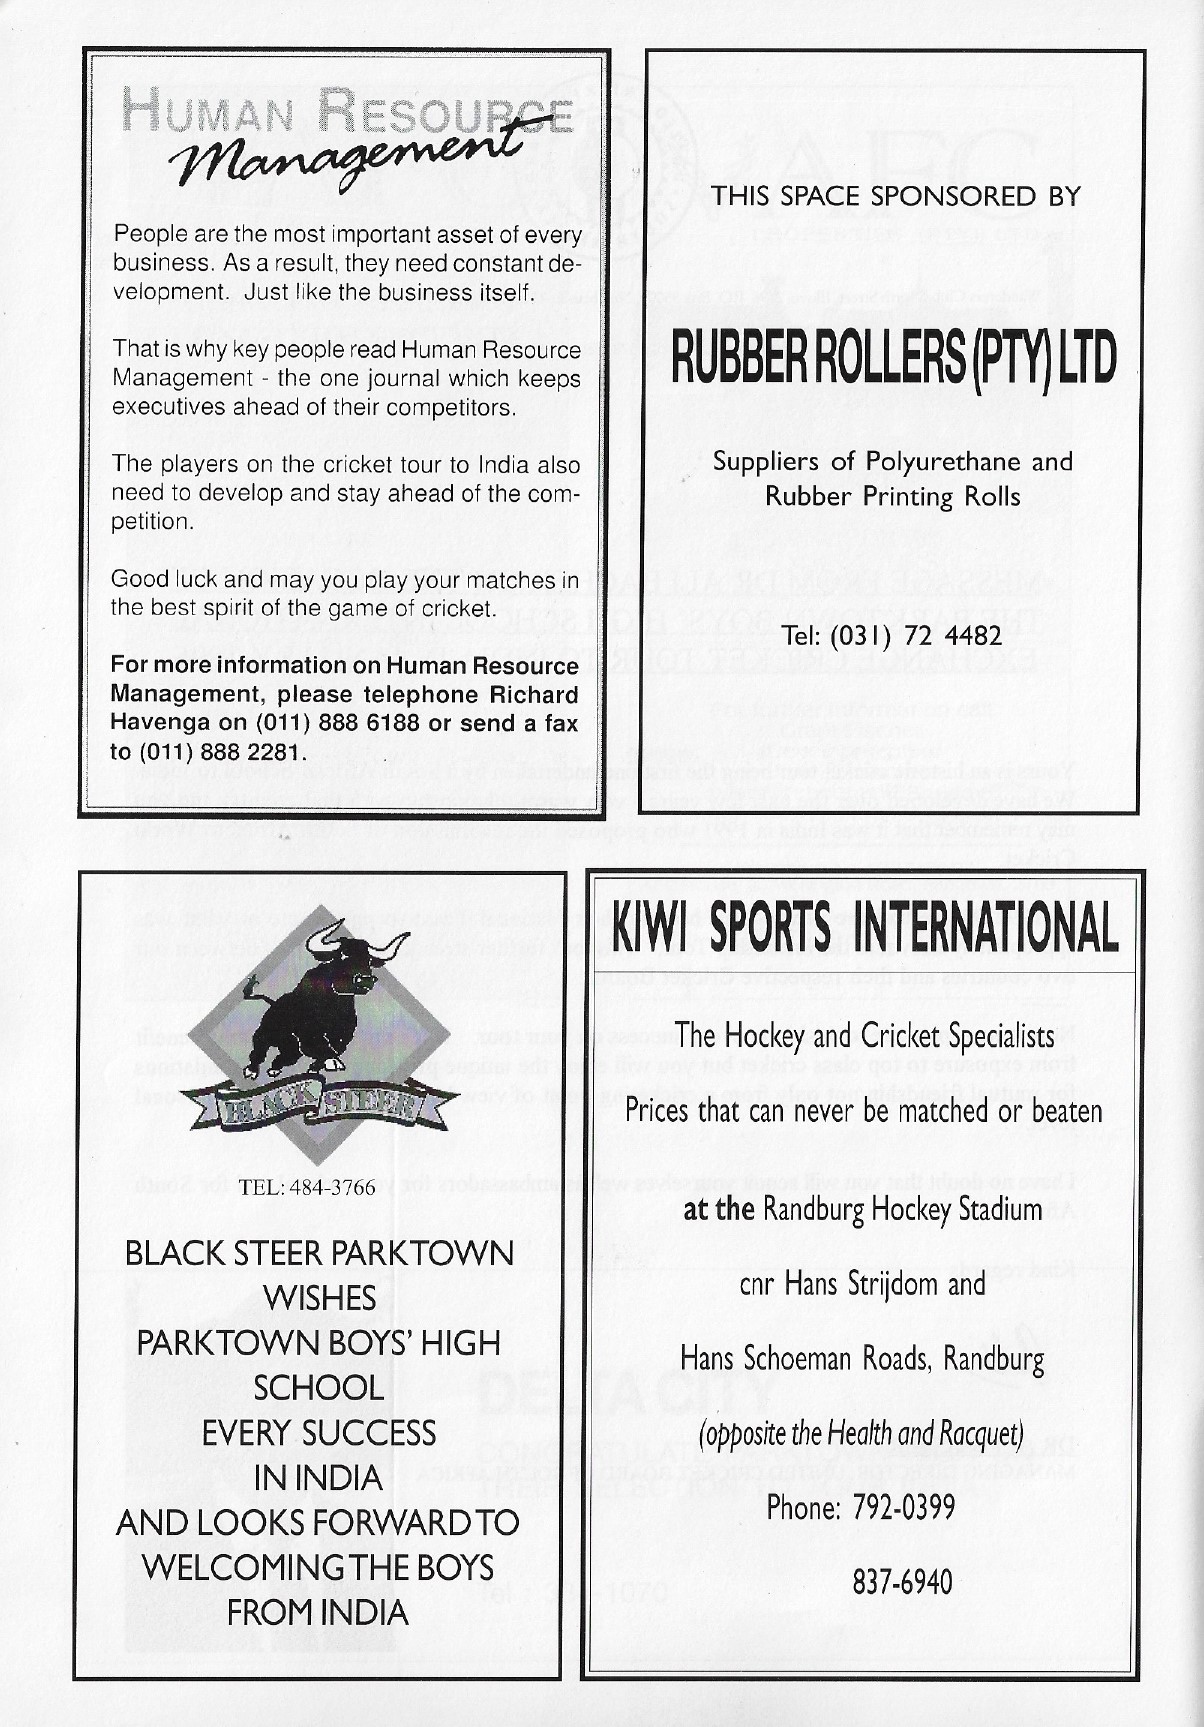 HUMAN RESOURCE
Management
People are the most important asset of every
business. As a result, they need constant de-
velopment. Just like the business itself.
That is why key people read Human Resource
Management - the one journal which keeps
executives ahead of their competitors.
The players on the cricket tour to India also
need to develop and stay ahead of the com-
petition.
Good luck and may you play your matches in
the best spirit of the game of cricket.
For more information on Human Resource
Management, please telephone Richard
Havenga on (011) 888 6188 or send a fax
to (011) 888 2281.
THIS SPACE SPONSORED BY
RUBBER ROLLERS (PTY) LTD
Suppliers of Polyurethane and
Rubber Printing Rolls
Tel: (031) 72 4482
BLACK STEER
TEL: 484-3766
BLACK STEER PARKTOWN
WISHES
PARKTOWN BOYS' HIGH
SCHOOL
EVERY SUCCESS
IN INDIA
AND LOOKS FORWARD TO
WELCOMING THE BOYS
FROM INDIA
KIWI SPORTS INTERNATIONAL
The Hockey and Cricket Specialists
Prices that can never be matched or beaten
at the Randburg Hockey Stadium
cnr Hans Strijdom and
Hans Schoeman Roads, Randburg
(opposite the Health and Racquet)
Phone: 792-0399
837-6940